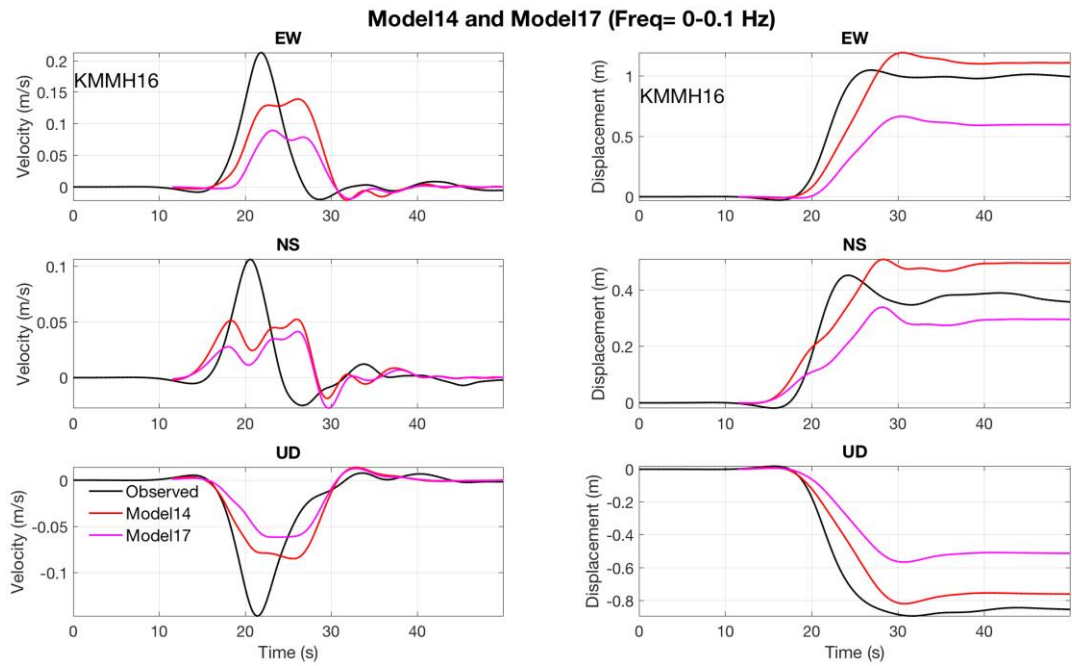 Model14 and Model17 (Freq= 0-0.1 Hz)
EW
KMMH16
Velocity (m/s)
0.2
0.15
0.1
0.05
0
0 10 20 30 40
EW
KMMH16
Displacement (m)
1
0.5
0
0 10 20 30 40
NS
Velocity (m/s)
0.1
0.05
0
0 10 20 30 40
NS
Displacement (m)
0.4
0.2
0
0 10 20 30 40
UD
Velocity (m/s)
0
-0.05
-0.1
Observed
Model14
Model17
0 10 20 30 40
Time (s)
UD
Displacement (m)
0
-0.2
-0.4
-0.6
-0.8
0 10 20 30 40
Time (s)